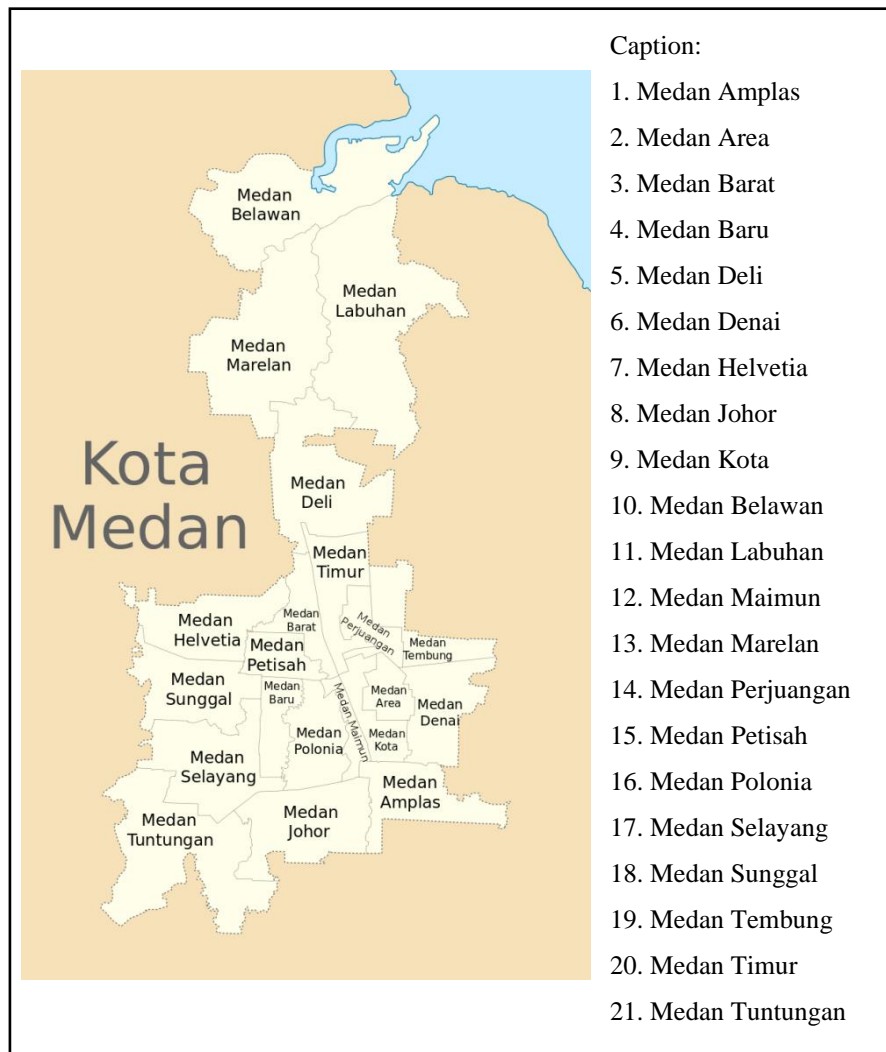 Caption:
1. Medan Amplas
2. Medan Area
3. Medan Barat
4. Medan Baru
5. Medan Deli
6. Medan Denai
7. Medan Helvetia
8. Medan Johor
9. Medan Kota
10. Medan Belawan
11. Medan Labuhan
12. Medan Maimun
13. Medan Marelan
14. Medan Perjuangan
15. Medan Petisah
16. Medan Polonia
17. Medan Selayang
18. Medan Sunggal
19. Medan Tembung
20. Medan Timur
21. Medan Tuntungan
Kota
Medan
Medan
Belawan
Medan
Labuhan
Medan
Marelan
Medan
Deli
Medan
Timur
Medan
Helvetia
Medan
Barat
Medan
Perjuangan
Medan
Petisah
Medan
Tembung
Medan
Sunggal
Medan
Baru
Medan
Area
Medan
Denai
Medan Maimun
Medan
Polonia
Medan
Kota
Medan
Selayang
Medan
Amplas
Medan
Tuntungan
Medan
Johor